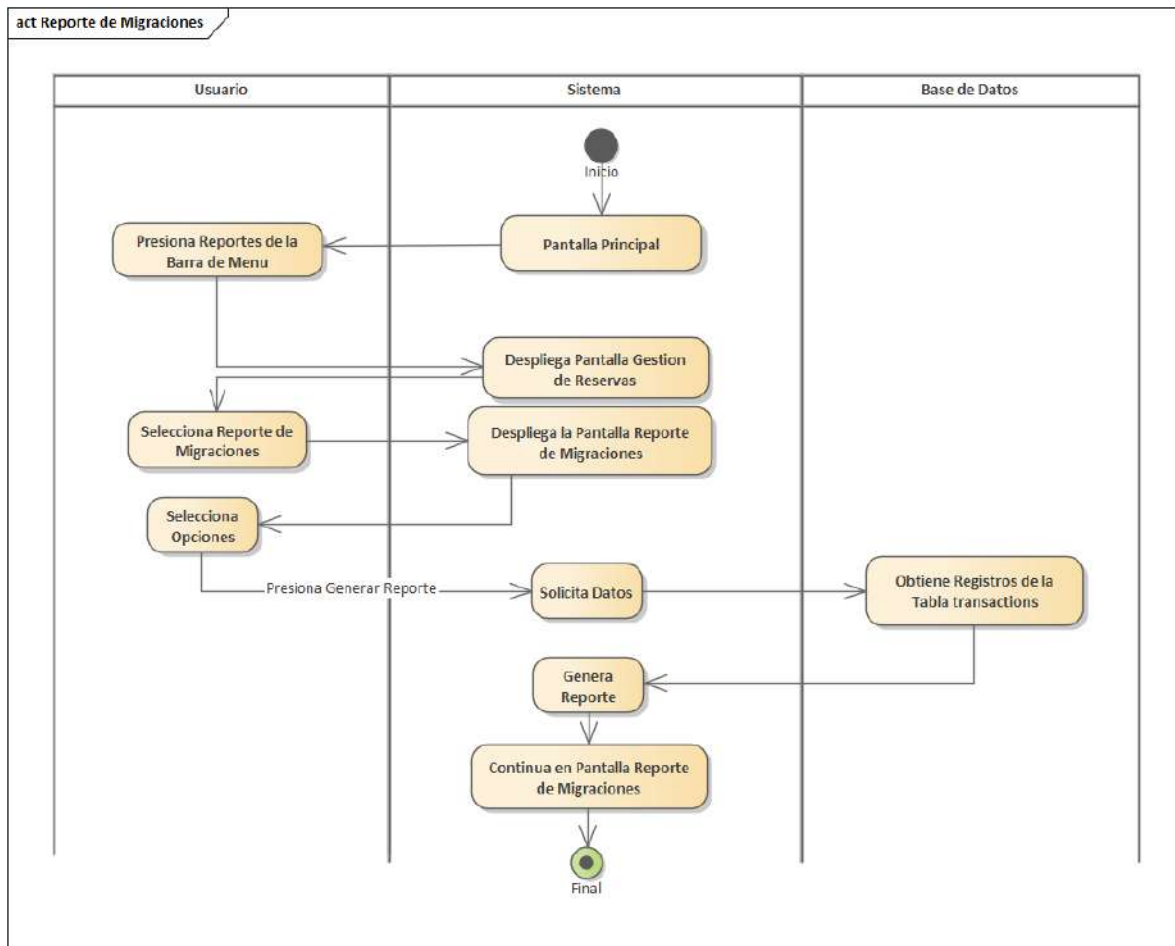 act Reporte de Migraciones
Usuario
Sistema
Base de Datos
Inicio
Pantalla Principal
Presiona Reportes de la
Barra de Menu
Despliega Pantalla Gestion
de Reservas
Selecciona Reporte de
Migraciones
Despliega la Pantalla Reporte
de Migraciones
Selecciona
Opciones
Presiona Generar Reporte
Solicita Datos
Obtiene Registros de la
Tabla transactions
Genera
Reporte
Continua en Pantalla Reporte
de Migraciones
Final